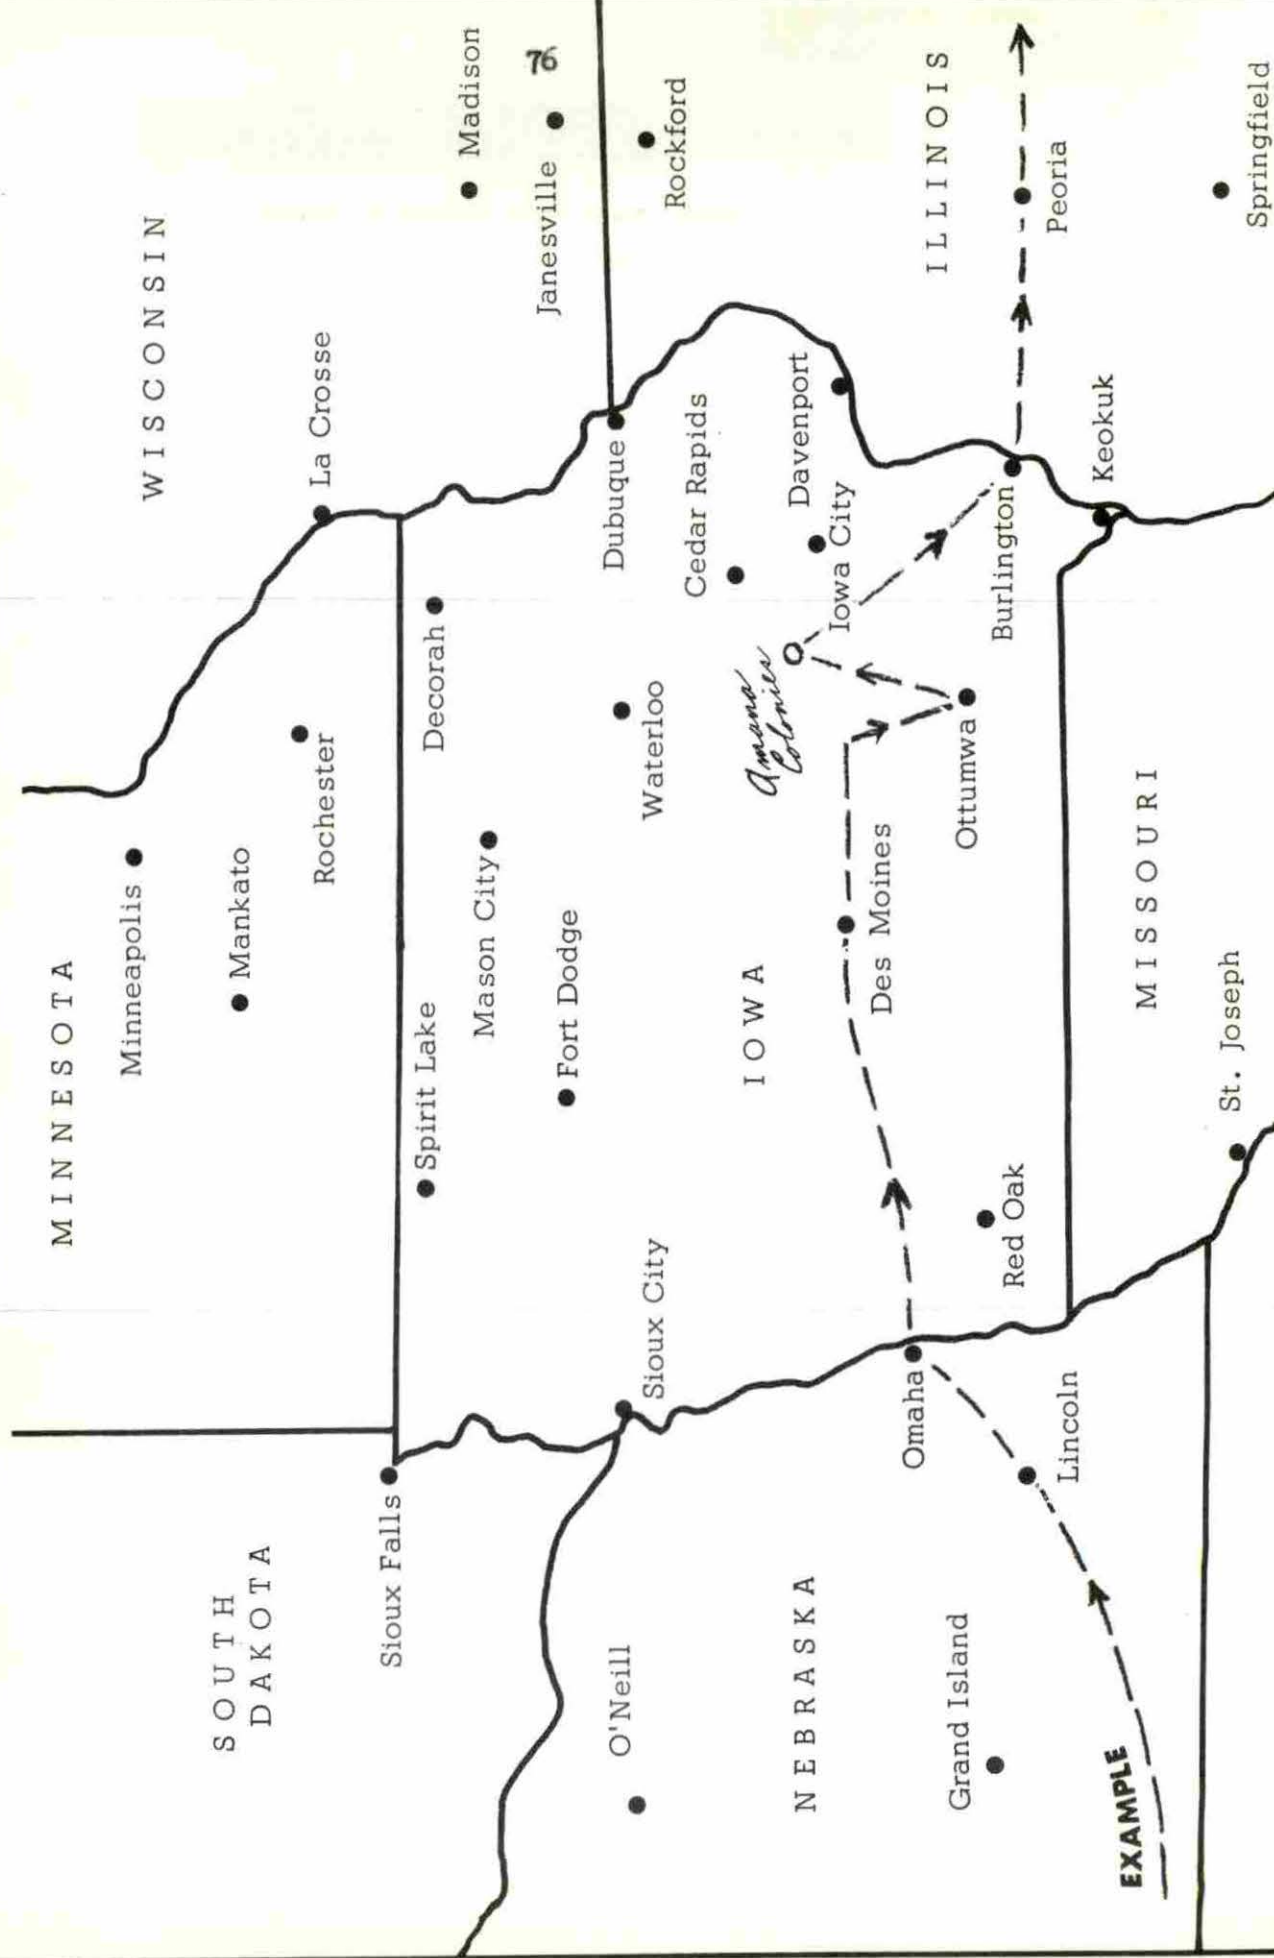 76
MINNESOTA
WISCONSIN
SOUTH
DAKOTA
Minneapolis
Mankato
Rochester
La Crosse
Madison
Janesville
Sioux Falls
Spirit Lake
Decorah
Mason City
Fort Dodge
Dubuque
Rockford
O'Neill
Sioux City
Waterloo
Cedar Rapids
NEBRASKA
IOWA
Amana
Colonies
Davenport
Iowa City
ILLINOIS
Omaha
Des Moines
Grand Island
Red Oak
Ottumwa
Burlington
Peoria
Lincoln
Keokuk
EXAMPLE
MISSOURI
St. Joseph
Springfield